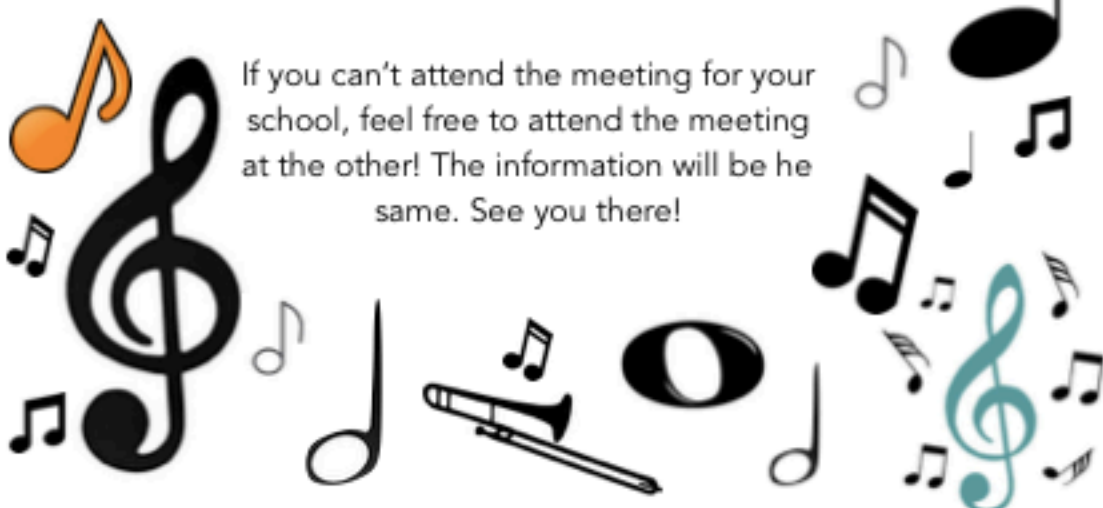 If you can't attend the meeting for your
school, feel free to attend the meeting
at the other! The information will be he
same. See you there!